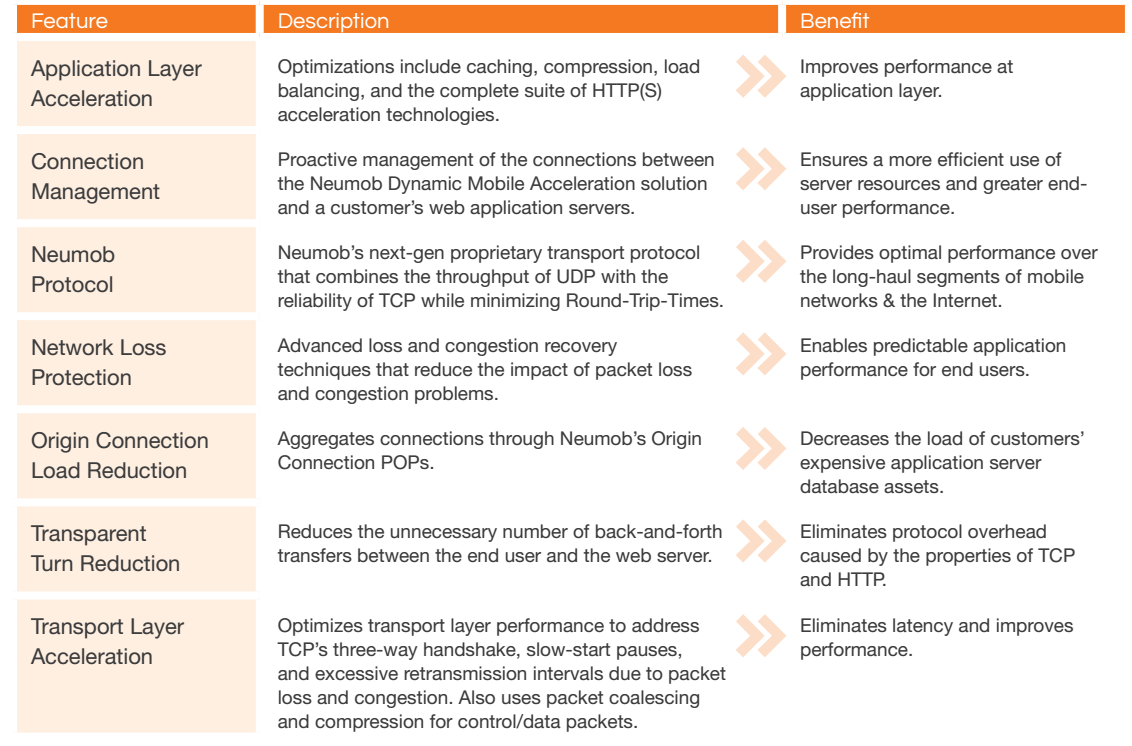 Feature
Description
Benefit
Application Layer
Acceleration
Optimizations include caching, compression, load
balancing, and the complete suite of HTTP(S)
acceleration technologies.
Improves performance at
application layer.
Connection
Management
Proactive management of the connections between
the Neumob Dynamic Mobile Acceleration solution
and a customer’s web application servers.
Ensures a more efficient use of
server resources and greater end-
user performance.
Neumob
Protocol
Neumob’s next-gen proprietary transport protocol
that combines the throughput of UDP with the
reliability of TCP while minimizing Round-Trip-Times.
Provides optimal performance over
the long-haul segments of mobile
networks & the Internet.
Network Loss
Protection
Advanced loss and congestion recovery
techniques that reduce the impact of packet loss
and congestion problems.
Enables predictable application
performance for end users.
Origin Connection
Load Reduction
Aggregates connections through Neumob’s Origin
Connection POPs.
Decreases the load of customers’
expensive application server
database assets.
Transparent
Turn Reduction
Reduces the unnecessary number of back-and-forth
transfers between the end user and the web server.
Eliminates protocol overhead
caused by the properties of TCP
and HTTP.
Transport Layer
Acceleration
Optimizes transport layer performance to address
TCP’s three-way handshake, slow-start pauses,
and excessive retransmission intervals due to packet
loss and congestion. Also uses packet coalescing
and compression for control/data packets.
Eliminates latency and improves
performance.